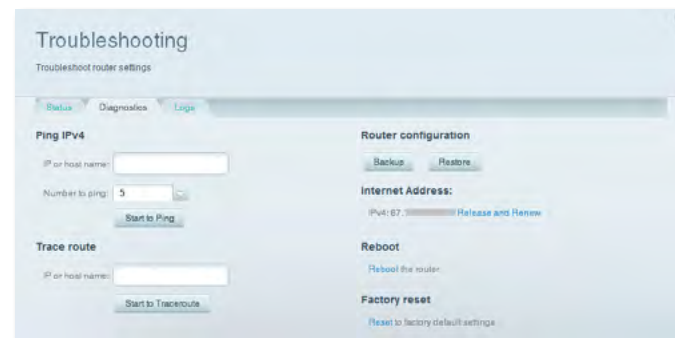 Troubleshooting
Troubleshoot router settings
Status
Diagnostics
Logs
Ping IPv4
IP or host name:
Number to ping: 5
Start to Ping
Trace route
IP or host name:
Start to Traceroute
Router configuration
Backup
Restore
Internet Address:
IPv4: 67. Release and Renew
Reboot
Reboot the router
Factory reset
Reset to factory default settings